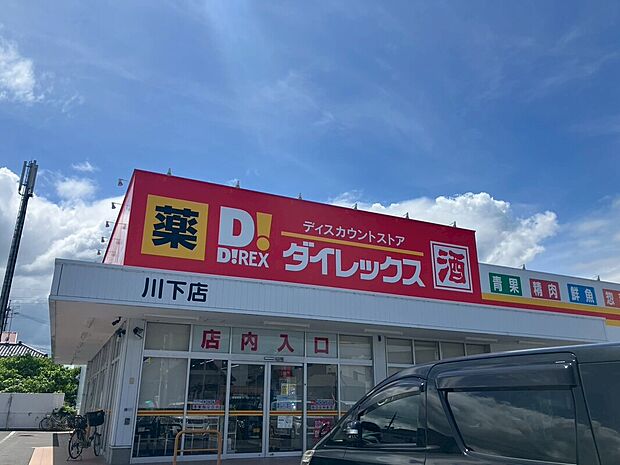 薬
D!
D!REX
ディスカウントストア
ダイレックス
酒
青果 精肉 鮮魚 惣
川下店
店内入口